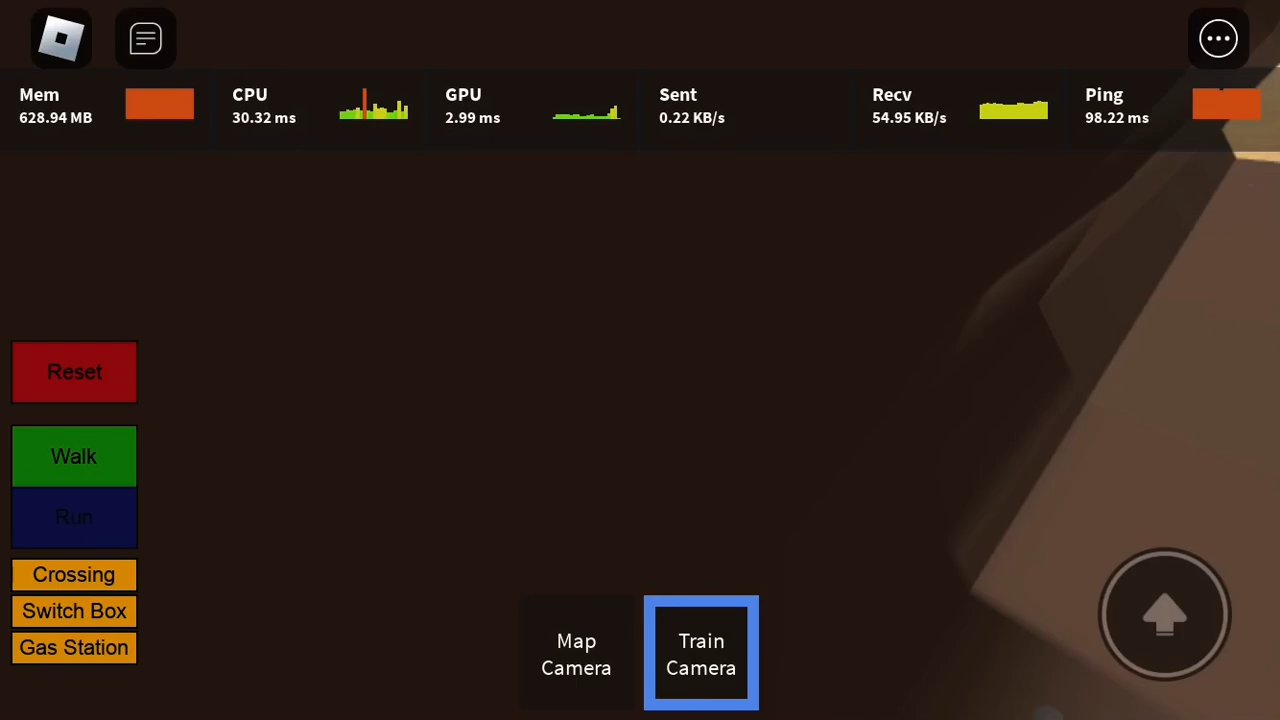 Mem
628.94 MB
CPU
30.32 ms
GPU
2.99 ms
Sent
0.22 KB/s
Recv
54.95 KB/s
Ping
98.22 ms
Reset
Walk
Run
Crossing
Switch Box
Gas Station
Map
Camera
Train
Camera